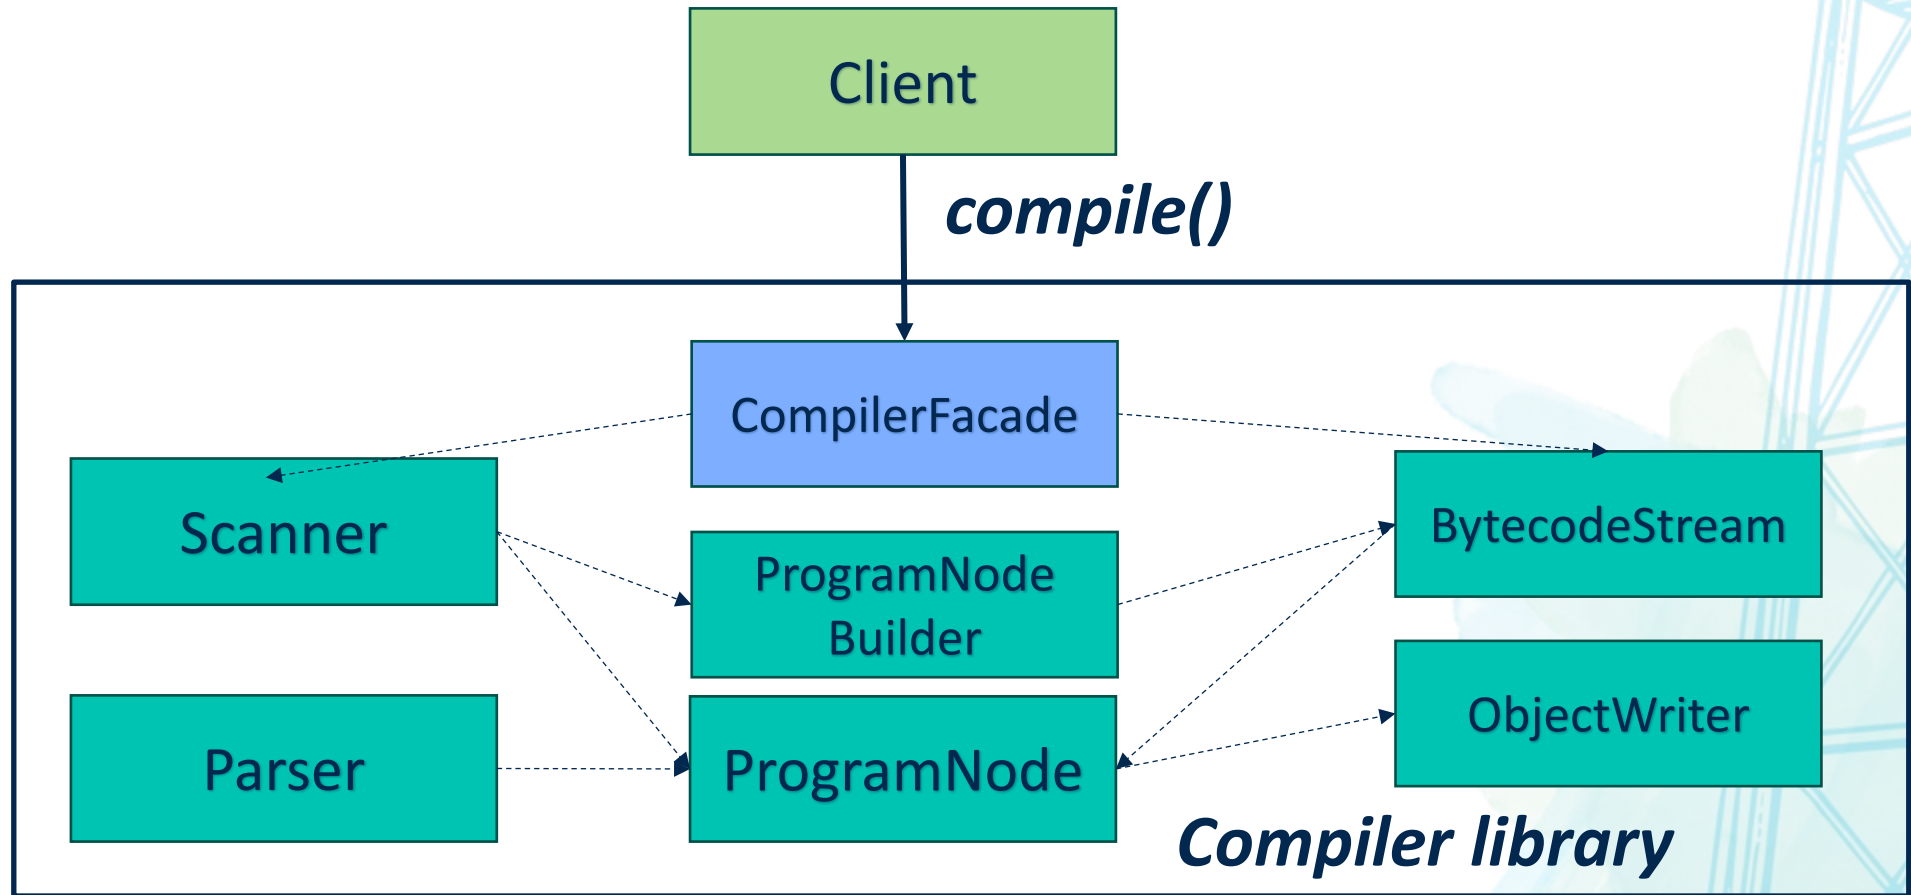 Client
compile()
CompilerFacade
Scanner
BytecodeStream
ProgramNode
Builder
ObjectWriter
Parser
ProgramNode
Compiler library